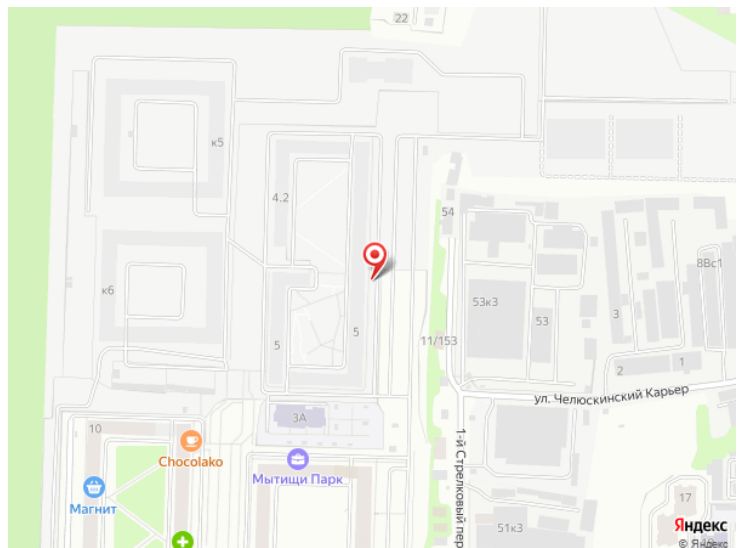 22
к5
4.2
54
8Вс1
к6
53к3
53
3
11/153
5
5
2
1
ул. Челюскинский Карьер
3А
10
Chocolako
1-й Стрелковый пер
Мытищи Парк
Магнит
17
51к3
Яндекс
© Яндекс